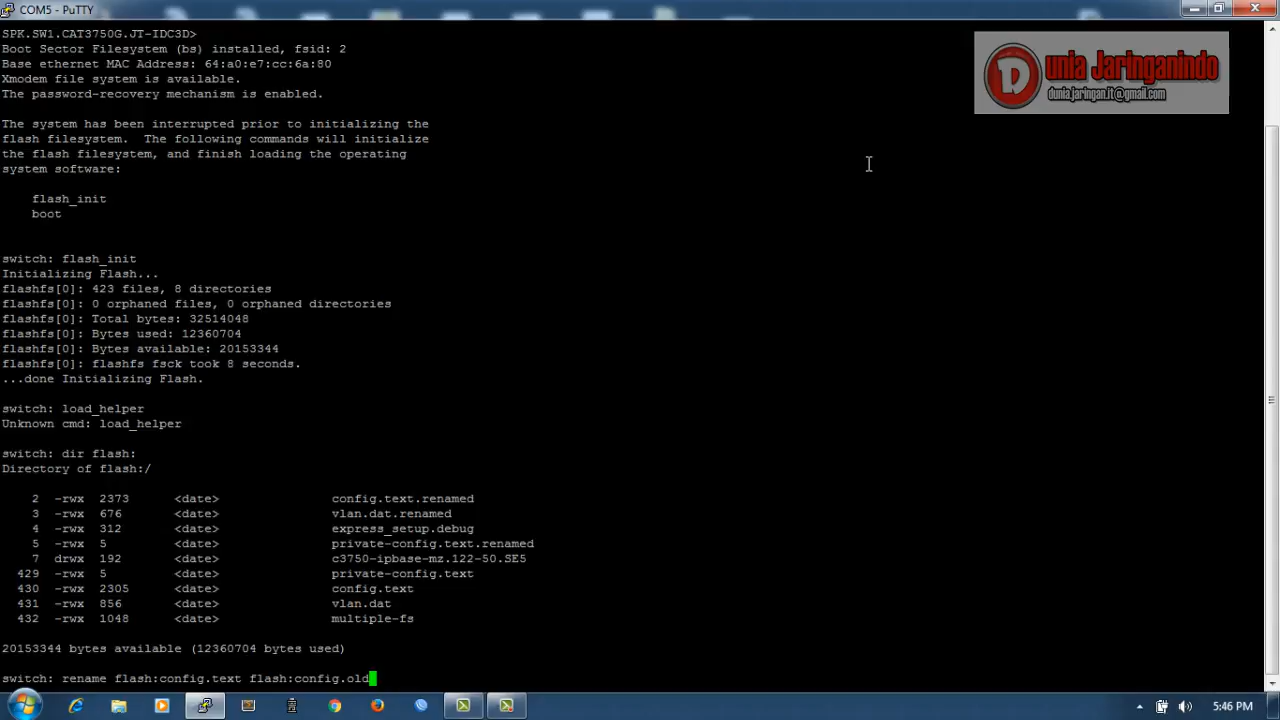 COM5 - PuTTY
SPK.SW1.CAT3750G.JT-IDC3D>
Boot Sector Filesystem (bs) installed, fsid: 2
Base ethernet MAC Address: 64:a0:e7:cc:6a:80
Xmodem file system is available.
The password-recovery mechanism is enabled.
The system has been interrupted prior to initializing the
flash filesystem.  The following commands will initialize
the flash filesystem, and finish loading the operating
system software:
flash_init
boot
switch: flash_init
Initializing Flash...
flashfs[0]: 423 files, 8 directories
flashfs[0]: 0 orphaned files, 0 orphaned directories
flashfs[0]: Total bytes: 32514048
flashfs[0]: Bytes used: 12360704
flashfs[0]: Bytes available: 20153344
flashfs[0]: flashfs fsck took 8 seconds.
...done Initializing Flash.
switch: load_helper
Unknown cmd: load_helper
switch: dir flash:
Directory of flash:/
2  -rwx  2373  <date>  config.text.renamed
3  -rwx  676  <date>  vlan.dat.renamed
4  -rwx  312  <date>  express_setup.debug
5  -rwx  5  <date>  private-config.text.renamed
7  drwx  192  <date>  c3750-ipbase-mz.122-50.SE5
429  -rwx  5  <date>  private-config.text
430  -rwx  2305  <date>  config.text
431  -rwx  856  <date>  vlan.dat
432  -rwx  1048  <date>  multiple-fs
20153344 bytes available (12360704 bytes used)
switch: rename flash:config.text flash:config.old
Dunia Jaringanindo
dunia.jaringan.it@gmail.com
5:46 PM